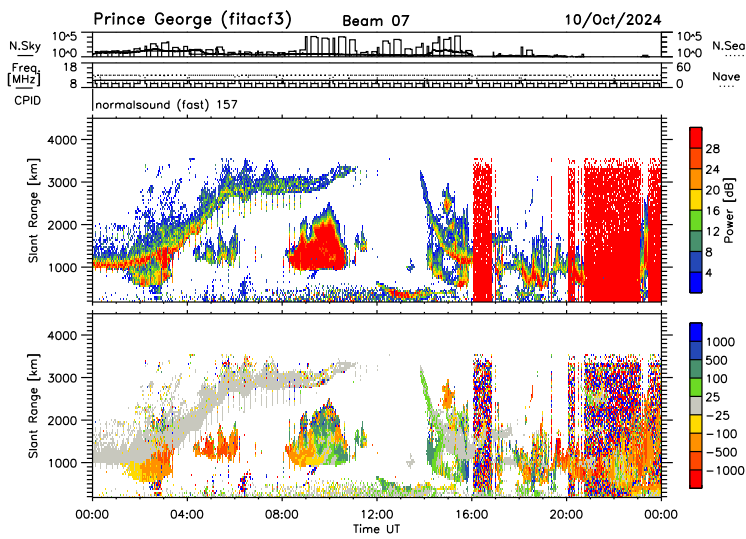 Prince George (fitacf3) Beam 07 10/Oct/2024
N.Sky 10^5 10^0 10^5 10^0 N.Sea
Freq. [MHz] 18 8 60 0 Nave
CPID normalsound (fast) 157
Slant Range [km] 4000 3000 2000 1000
28 24 20 16 12 8 4 Power [dB]
Slant Range [km] 4000 3000 2000 1000
1000 500 100 25 -25 -100 -500 -1000
00:00 04:00 08:00 12:00 16:00 20:00 00:00
Time UT